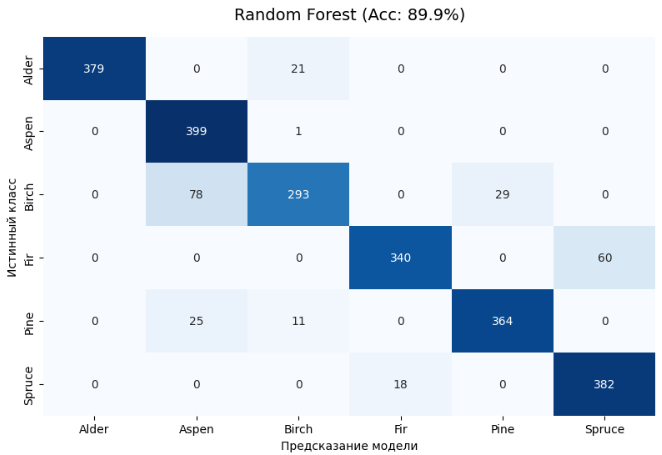 Random Forest (Acc: 89.9%)
Истинный класс
Alder 379 0 21 0 0 0
Aspen 0 399 1 0 0 0
Birch 0 78 293 0 29 0
Fir 0 0 0 340 0 60
Pine 0 25 11 0 364 0
Spruce 0 0 0 18 0 382
Alder Aspen Birch Fir Pine Spruce
Предсказание модели